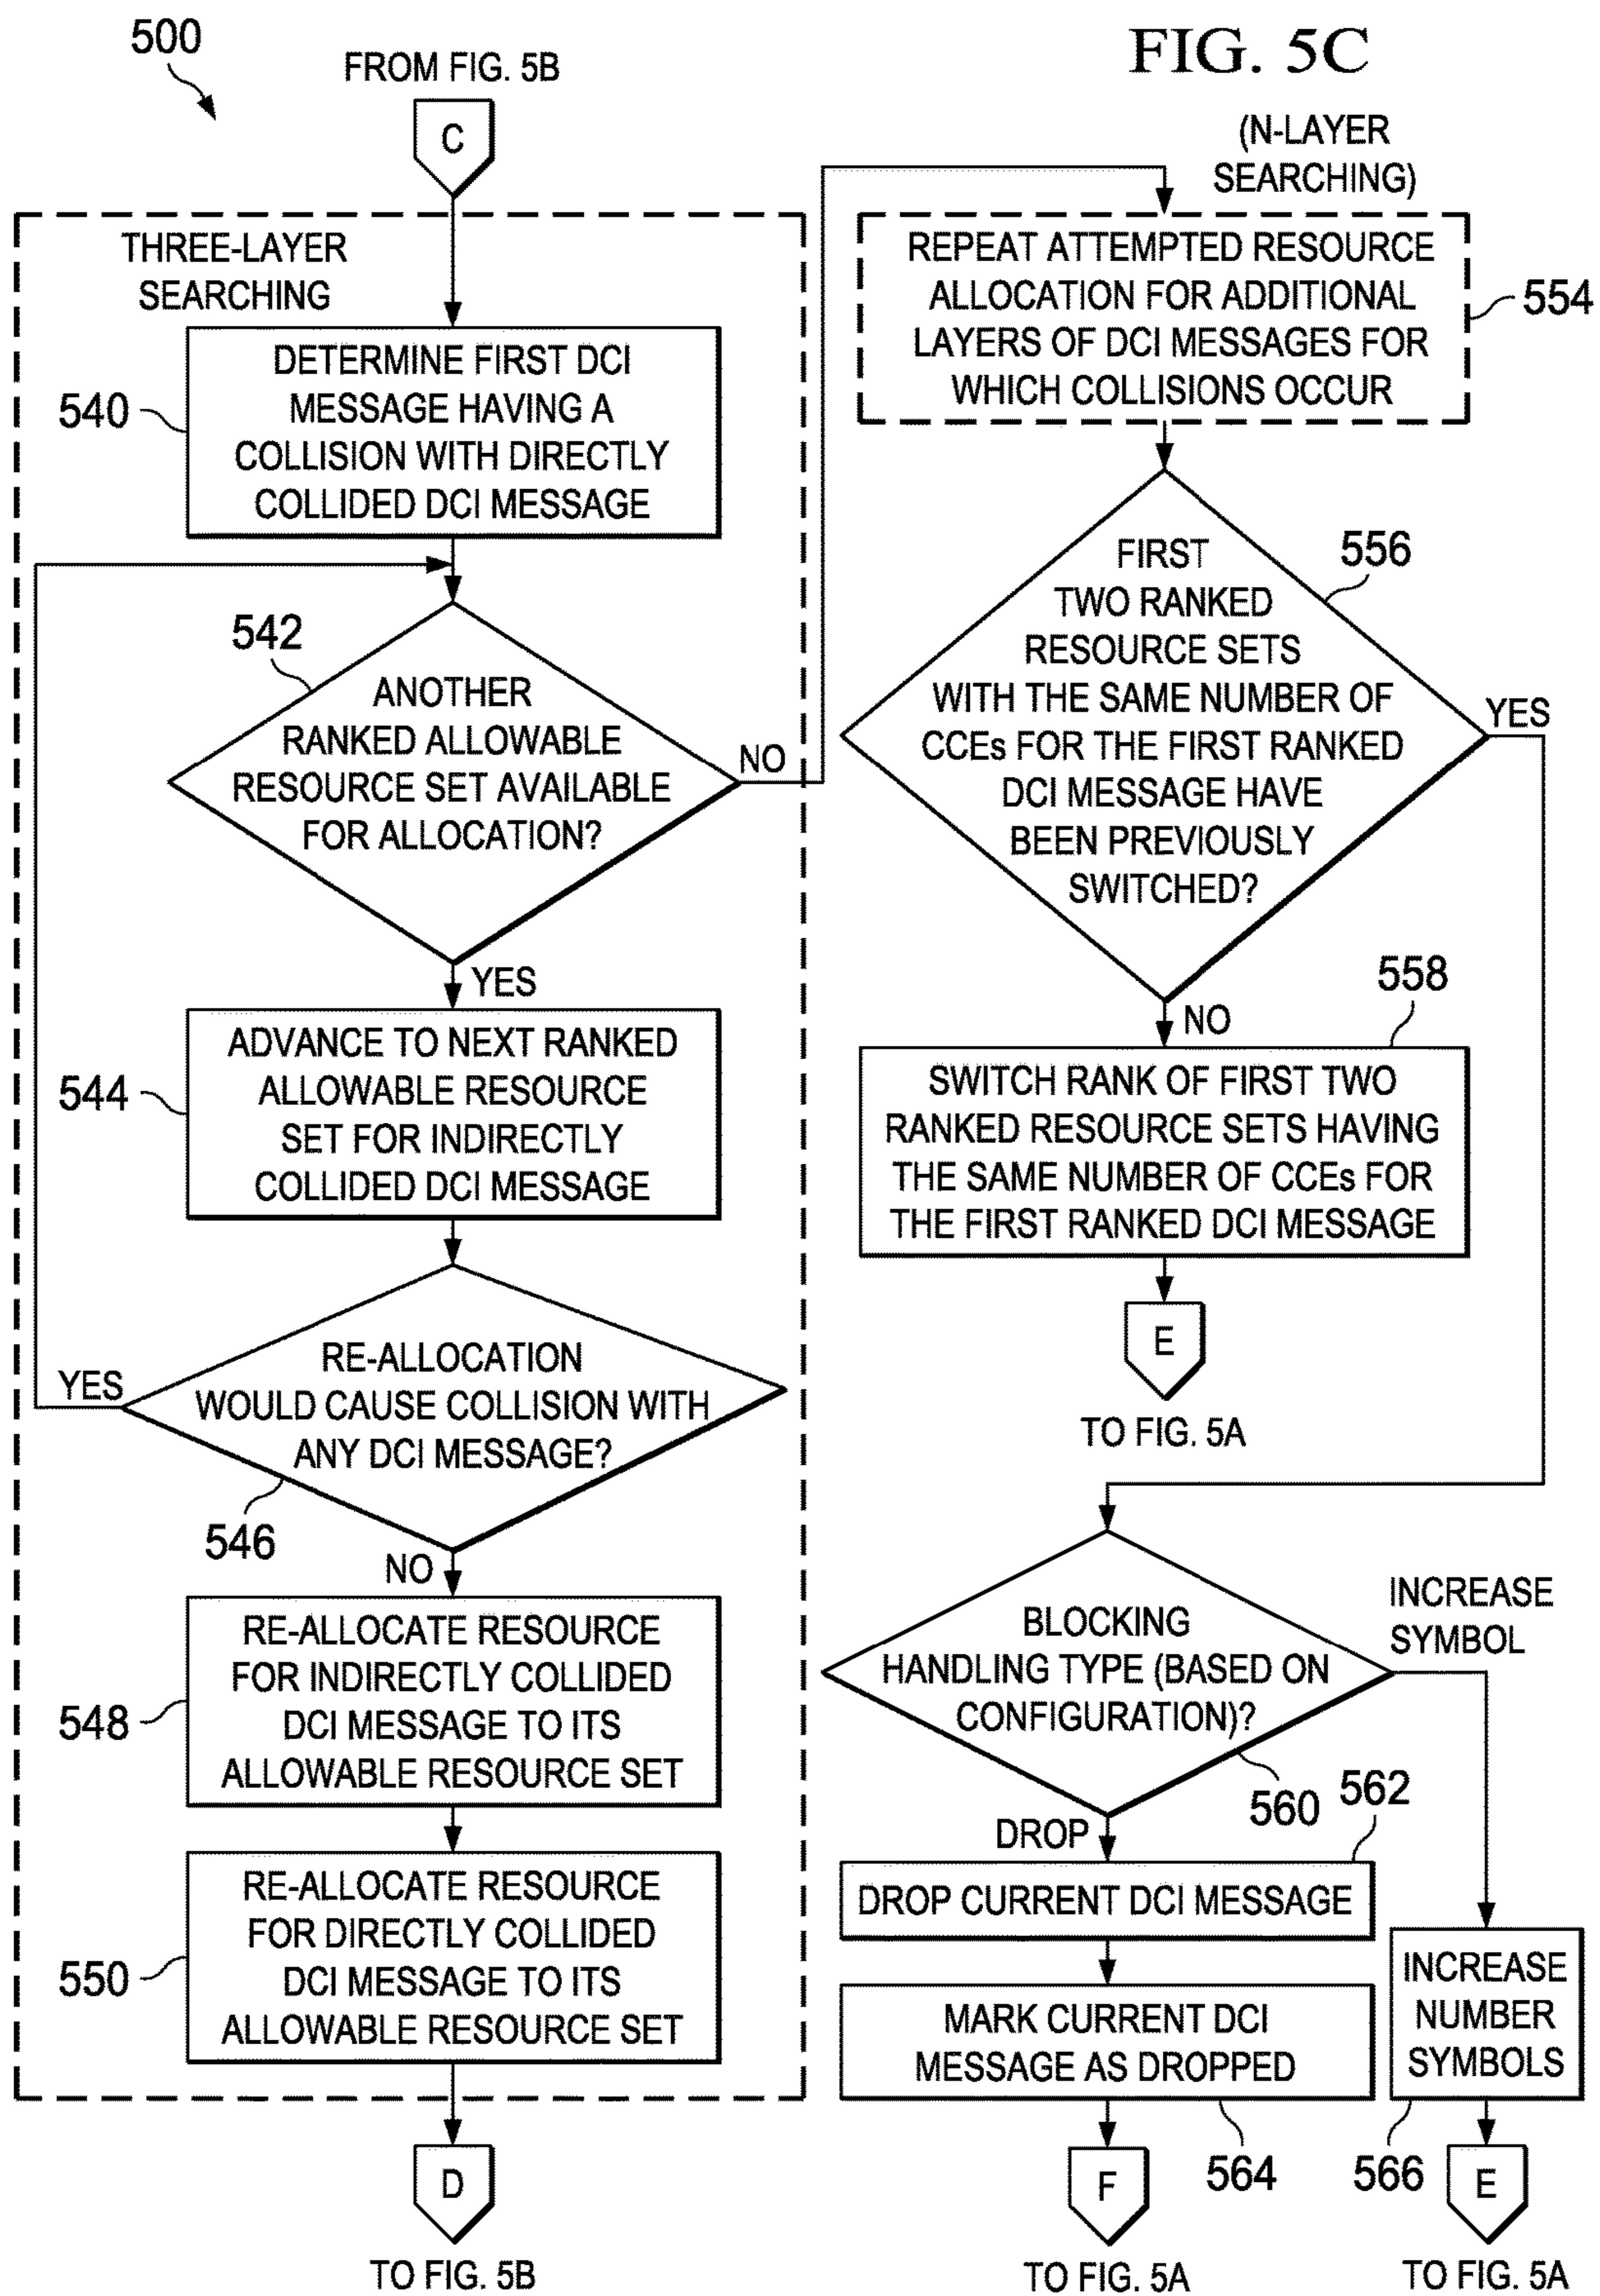 500
FROM FIG. 5B
FIG. 5C
C
THREE-LAYER
SEARCHING
540
DETERMINE FIRST DCI
MESSAGE HAVING A
COLLISION WITH DIRECTLY
COLLIDED DCI MESSAGE
542
ANOTHER
RANKED ALLOWABLE
RESOURCE SET AVAILABLE
FOR ALLOCATION?
NO
YES
544
ADVANCE TO NEXT RANKED
ALLOWABLE RESOURCE
SET FOR INDIRECTLY
COLLIDED DCI MESSAGE
YES
RE-ALLOCATION
WOULD CAUSE COLLISION WITH
ANY DCI MESSAGE?
546
NO
548
RE-ALLOCATE RESOURCE
FOR INDIRECTLY COLLIDED
DCI MESSAGE TO ITS
ALLOWABLE RESOURCE SET
550
RE-ALLOCATE RESOURCE
FOR DIRECTLY COLLIDED
DCI MESSAGE TO ITS
ALLOWABLE RESOURCE SET
D
TO FIG. 5B
(N-LAYER
SEARCHING)
REPEAT ATTEMPTED RESOURCE
ALLOCATION FOR ADDITIONAL
LAYERS OF DCI MESSAGES FOR
WHICH COLLISIONS OCCUR
554
FIRST
TWO RANKED
RESOURCE SETS
WITH THE SAME NUMBER OF
CCEs FOR THE FIRST RANKED
DCI MESSAGE HAVE
BEEN PREVIOUSLY
SWITCHED?
556
YES
NO
558
SWITCH RANK OF FIRST TWO
RANKED RESOURCE SETS HAVING
THE SAME NUMBER OF CCEs FOR
THE FIRST RANKED DCI MESSAGE
E
TO FIG. 5A
BLOCKING
HANDLING TYPE (BASED ON
CONFIGURATION)?
INCREASE
SYMBOL
560
DROP
562
DROP CURRENT DCI MESSAGE
MARK CURRENT DCI
MESSAGE AS DROPPED
564
F
TO FIG. 5A
INCREASE
NUMBER
SYMBOLS
566
E
TO FIG. 5A